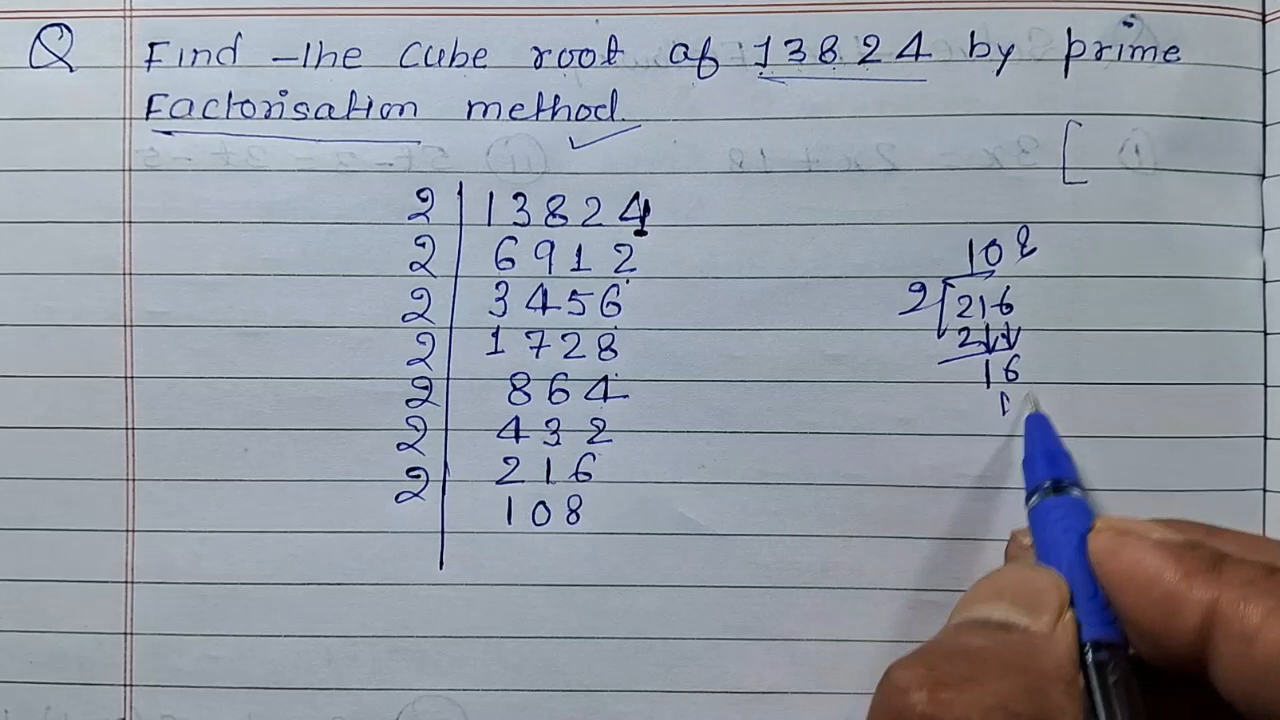 Q Find the cube root of 13824 by prime
Factorisation method.
2 | 13824
2 | 6912
2 | 3456
2 | 1728
2 | 864
2 | 432
2 | 216
108
108
2 216
2
16
1